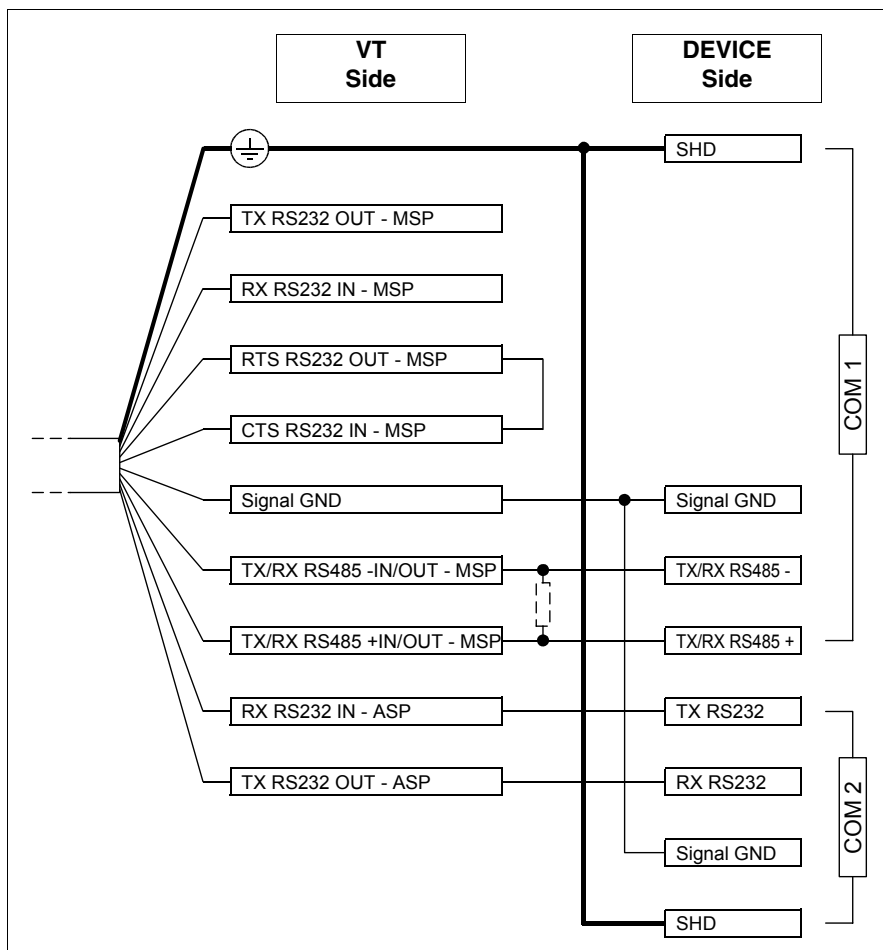 VT
Side
DEVICE
Side
SHD
TX RS232 OUT - MSP
RX RS232 IN - MSP
RTS RS232 OUT - MSP
CTS RS232 IN - MSP
COM 1
Signal GND
Signal GND
TX/RX RS485 -IN/OUT - MSP
TX/RX RS485 -
TX/RX RS485 +IN/OUT - MSP
TX/RX RS485 +
RX RS232 IN - ASP
TX RS232
TX RS232 OUT - ASP
RX RS232
COM 2
Signal GND
SHD